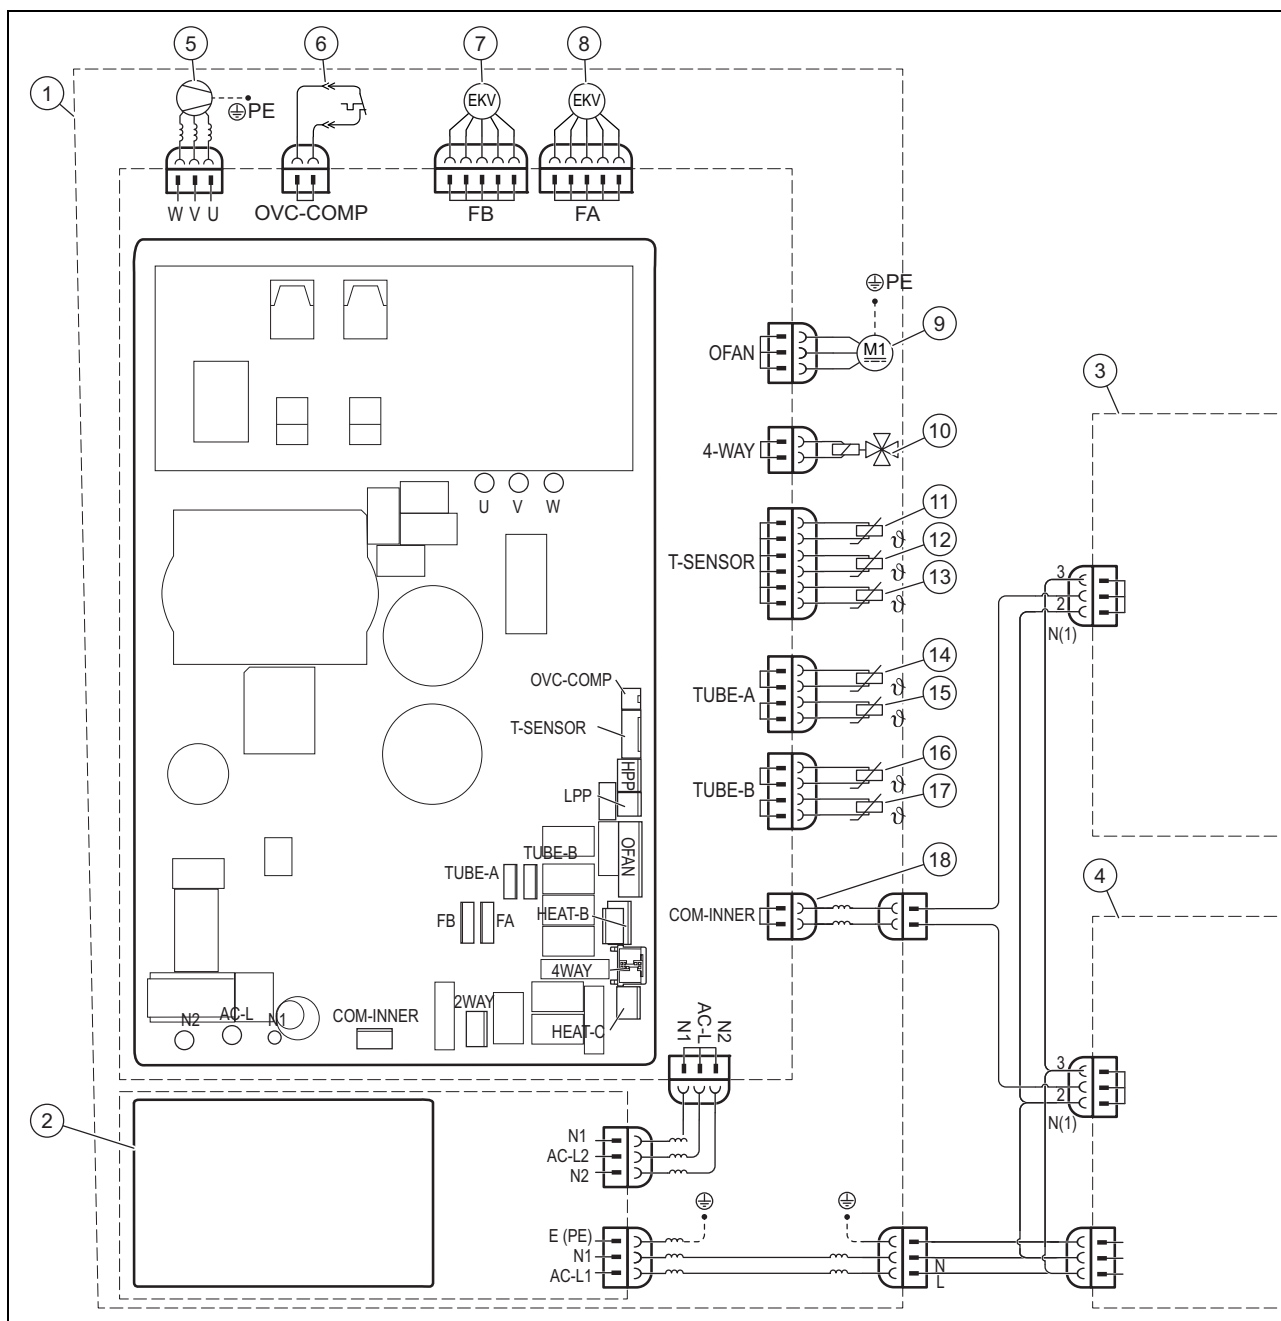 5
6
7
8
1
EKV
EKV
PE
W V U
OVC-COMP
FB
FA
PE
9
OFAN
M1
3
4-WAY
10
U
V
W
11
T-SENSOR
ϑ
12
ϑ
13
ϑ
3
2
N(1)
14
OVC-COMP
TUBE-A
ϑ
15
T-SENSOR
ϑ
16
HPP
TUBE-B
ϑ
LPP
17
ϑ
TUBE-B
OFAN
18
4
TUBE-A
FB
FA
HEAT-B
COM-INNER
4WAY
2WAY
N2
AC-L
N1
COM-INNER
HEAT-C
N1
AC-L
N2
3
2
N(1)
2
N1
AC-L2
N2
E (PE)
N1
AC-L1
N
L